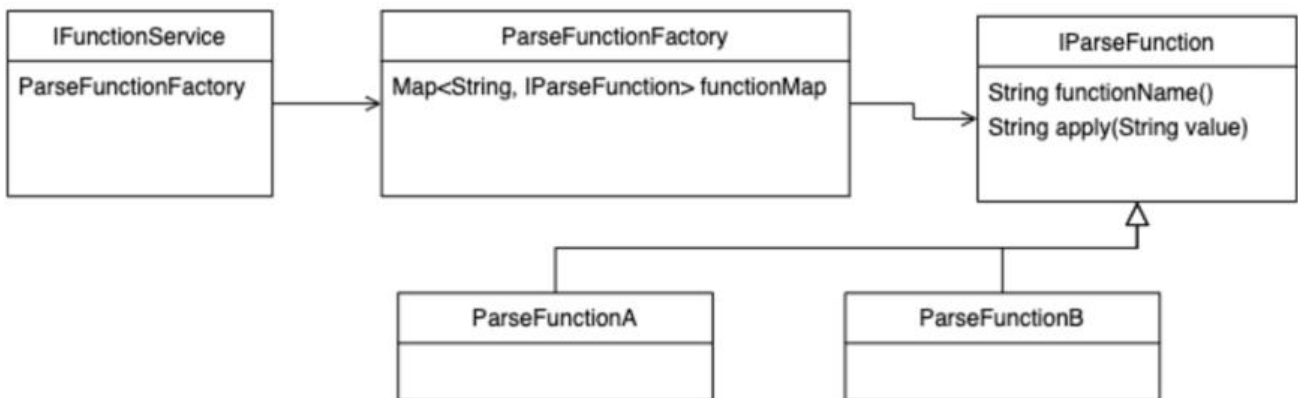 IFunctionService
ParseFunctionFactory
ParseFunctionFactory
Map<String, IParseFunction> functionMap
IParseFunction
String functionName()
String apply(String value)
ParseFunctionA
ParseFunctionB